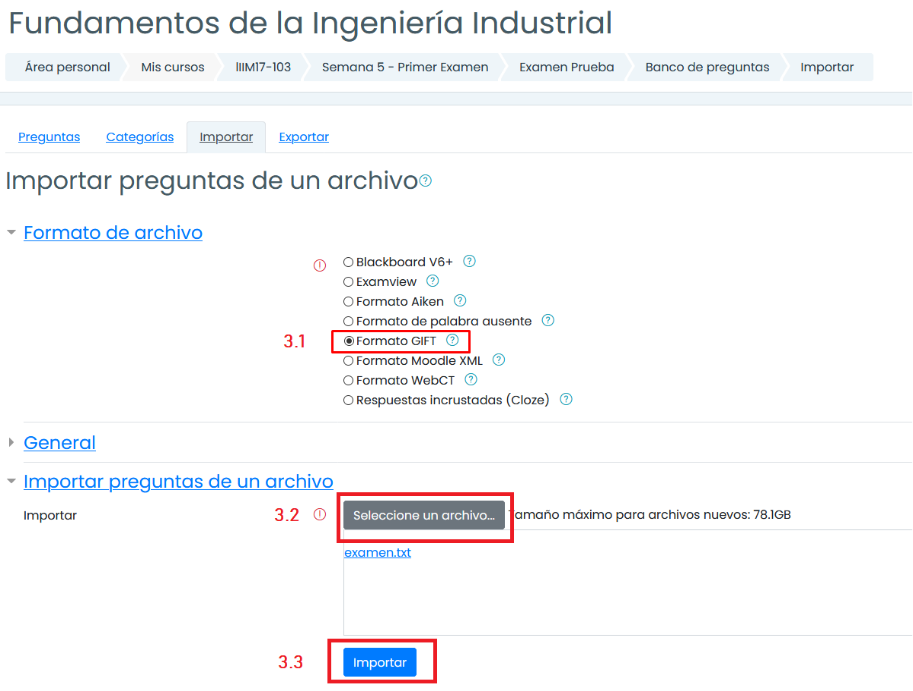 Fundamentos de la Ingeniería Industrial
Área personal Mis cursos IIIM17-103 Semana 5 - Primer Examen Examen Prueba Banco de preguntas Importar
Preguntas Categorías Importar Exportar
Importar preguntas de un archivo
Formato de archivo
Blackboard V6+
Examview
Formato Aiken
Formato de palabra ausente
3.1 Formato GIFT
Formato Moodle XML
Formato WebCT
Respuestas incrustadas (Cloze)
General
Importar preguntas de un archivo
Importar 3.2 Seleccione un archivo... Tamaño máximo para archivos nuevos: 78.1GB
examen.txt
3.3 Importar